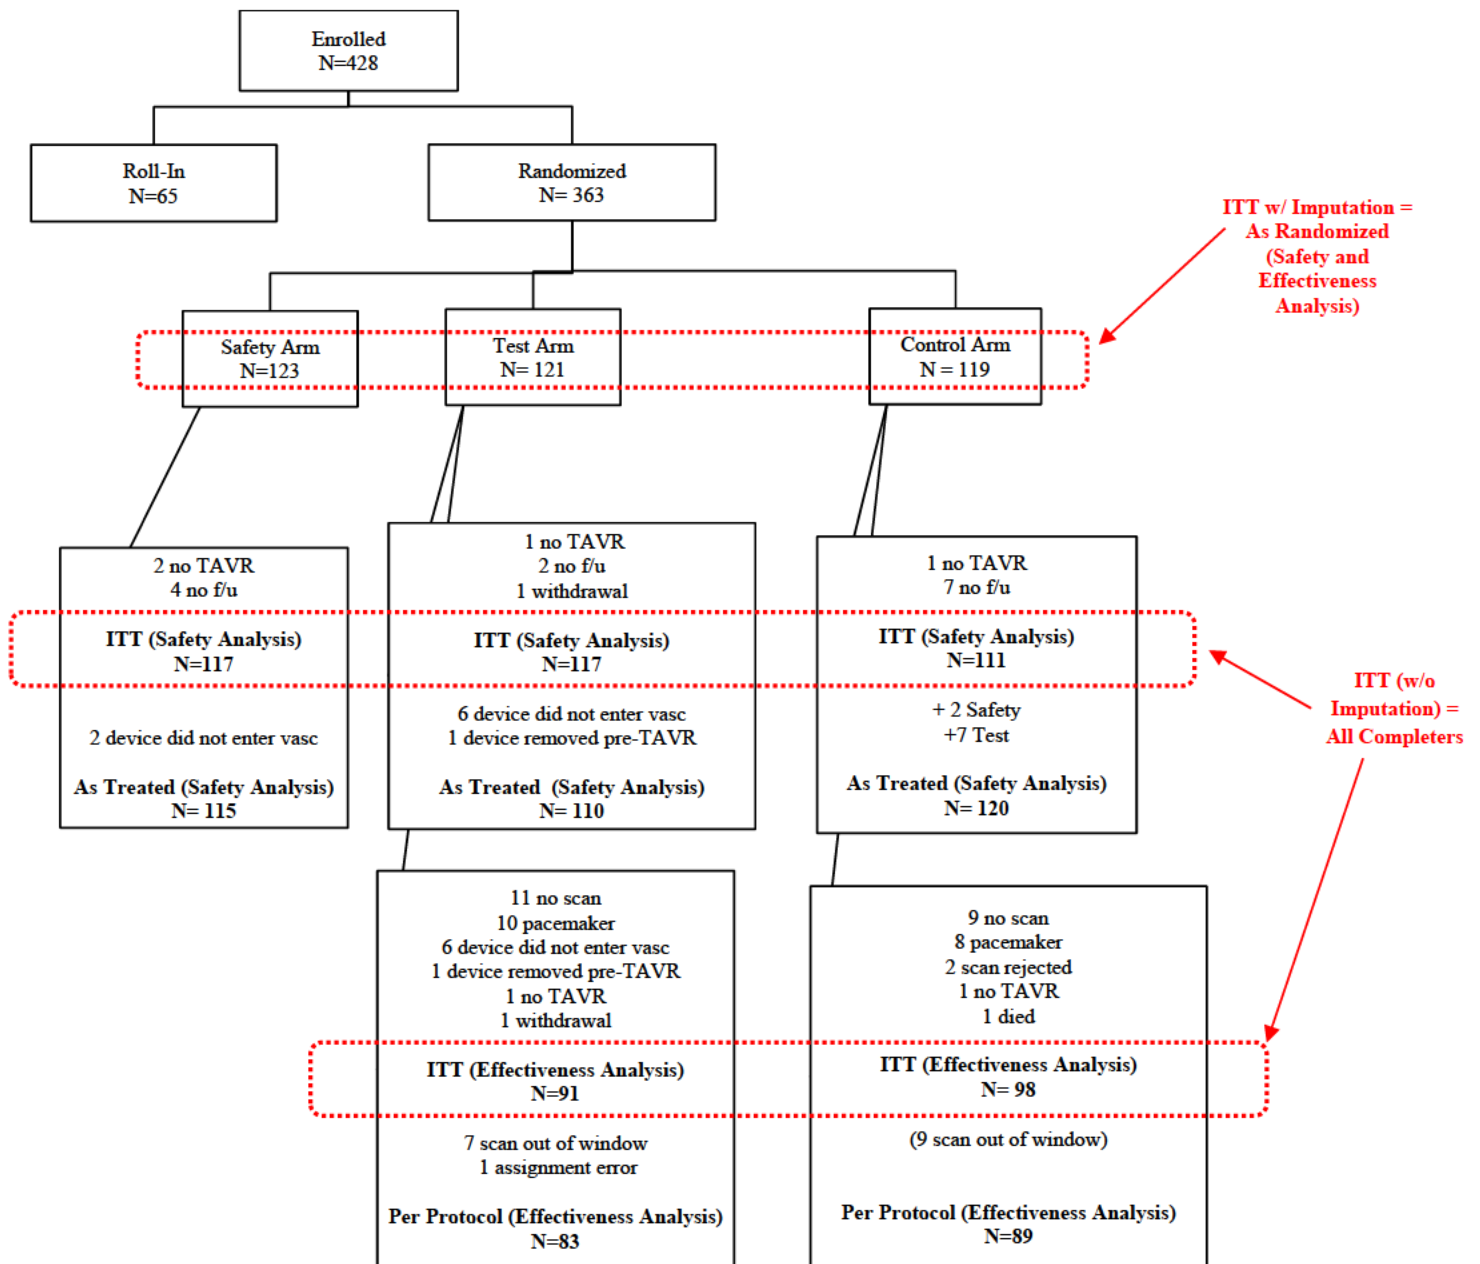 Enrolled
N=428
Roll-In
N=65
Randomized
N= 363
ITT w/ Imputation =
As Randomized
(Safety and
Effectiveness
Analysis)
Safety Arm
N=123
Test Arm
N= 121
Control Arm
N = 119
2 no TAVR
4 no f/u
ITT (Safety Analysis)
N=117
2 device did not enter vasc
As Treated (Safety Analysis)
N= 115
1 no TAVR
2 no f/u
1 withdrawal
ITT (Safety Analysis)
N=117
6 device did not enter vasc
1 device removed pre-TAVR
As Treated (Safety Analysis)
N= 110
1 no TAVR
7 no f/u
ITT (Safety Analysis)
N=111
+ 2 Safety
+7 Test
As Treated (Safety Analysis)
N= 120
ITT (w/o
Imputation) =
All Completers
11 no scan
10 pacemaker
6 device did not enter vasc
1 device removed pre-TAVR
1 no TAVR
1 withdrawal
ITT (Effectiveness Analysis)
N=91
7 scan out of window
1 assignment error
Per Protocol (Effectiveness Analysis)
N=83
9 no scan
8 pacemaker
2 scan rejected
1 no TAVR
1 died
ITT (Effectiveness Analysis)
N= 98
(9 scan out of window)
Per Protocol (Effectiveness Analysis)
N=89